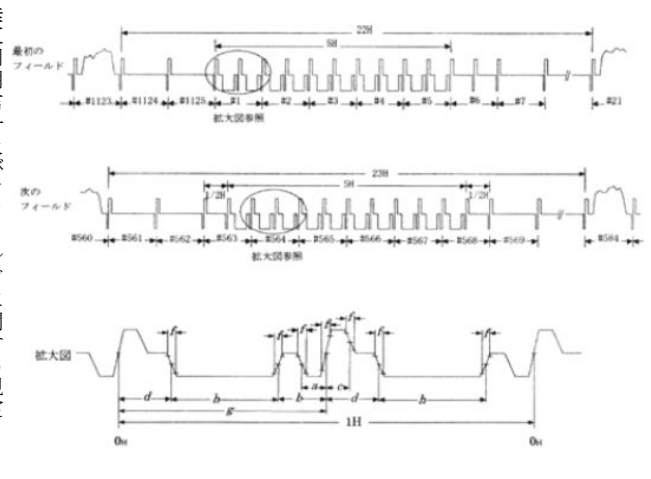 22H
最初の
フィールド
5H
#1123 #1124 #1125 #1 #2 #3 #4 #5 #6 #7 #21
拡大図参照
23H
次の
フィールド
1/2H 5H 1/2H
#560 #561 #562 #563 #564 #565 #566 #567 #568 #569 #584
拡大図参照
拡大図
f f f f f f f
a c
d h b d h
g
1H
0H 0H